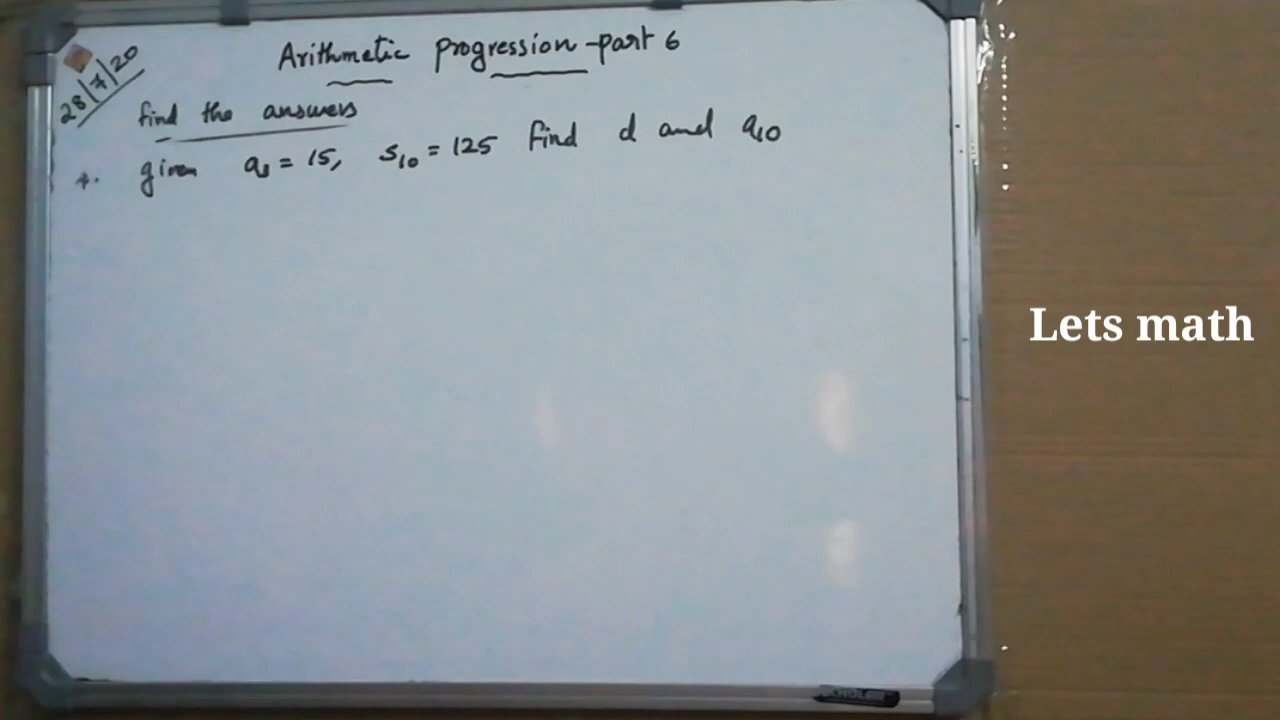 28/7/20
Arithmetic progression - part 6
find the answers
4. given a₃ = 15, S₁₀ = 125 find d and a₁₀
Lets math